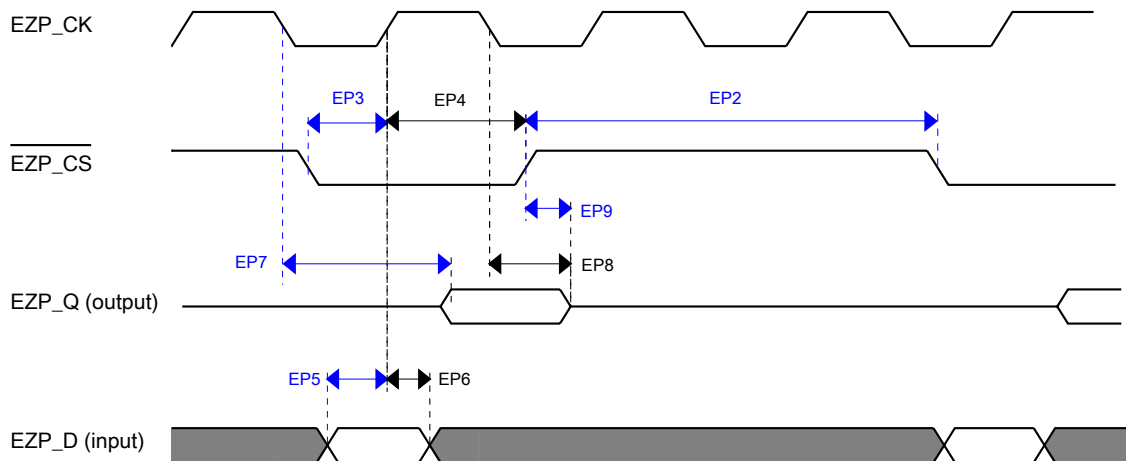 EZP_CK
EP3
EP4
EP2
EZP_CS
EP9
EP7
EP8
EZP_Q (output)
EP5
EP6
EZP_D (input)